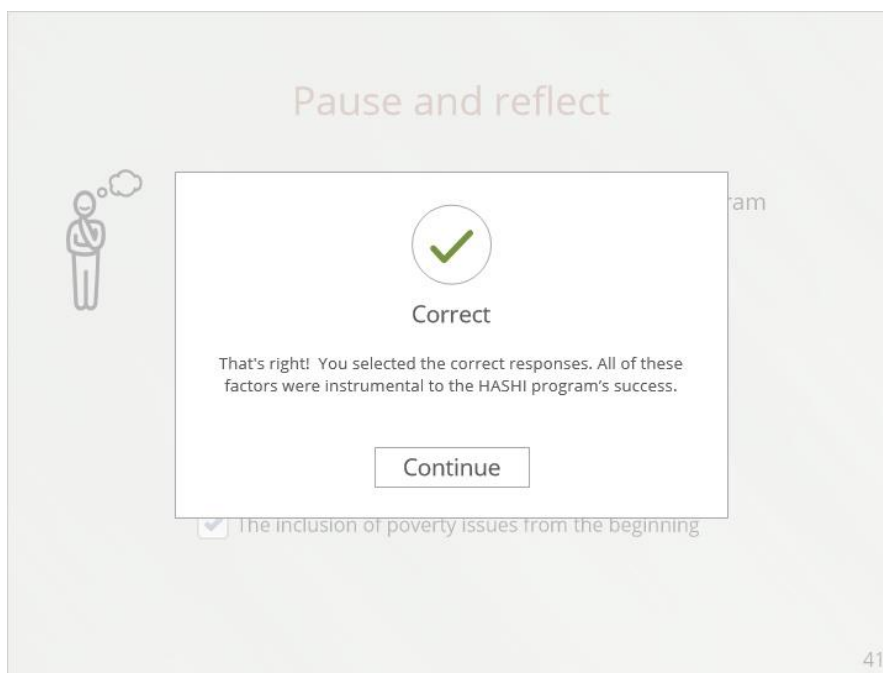 Pause and reflect
ram
Correct
That's right!  You selected the correct responses. All of these
factors were instrumental to the HASHI program's success.
Continue
The inclusion of poverty issues from the beginning
41